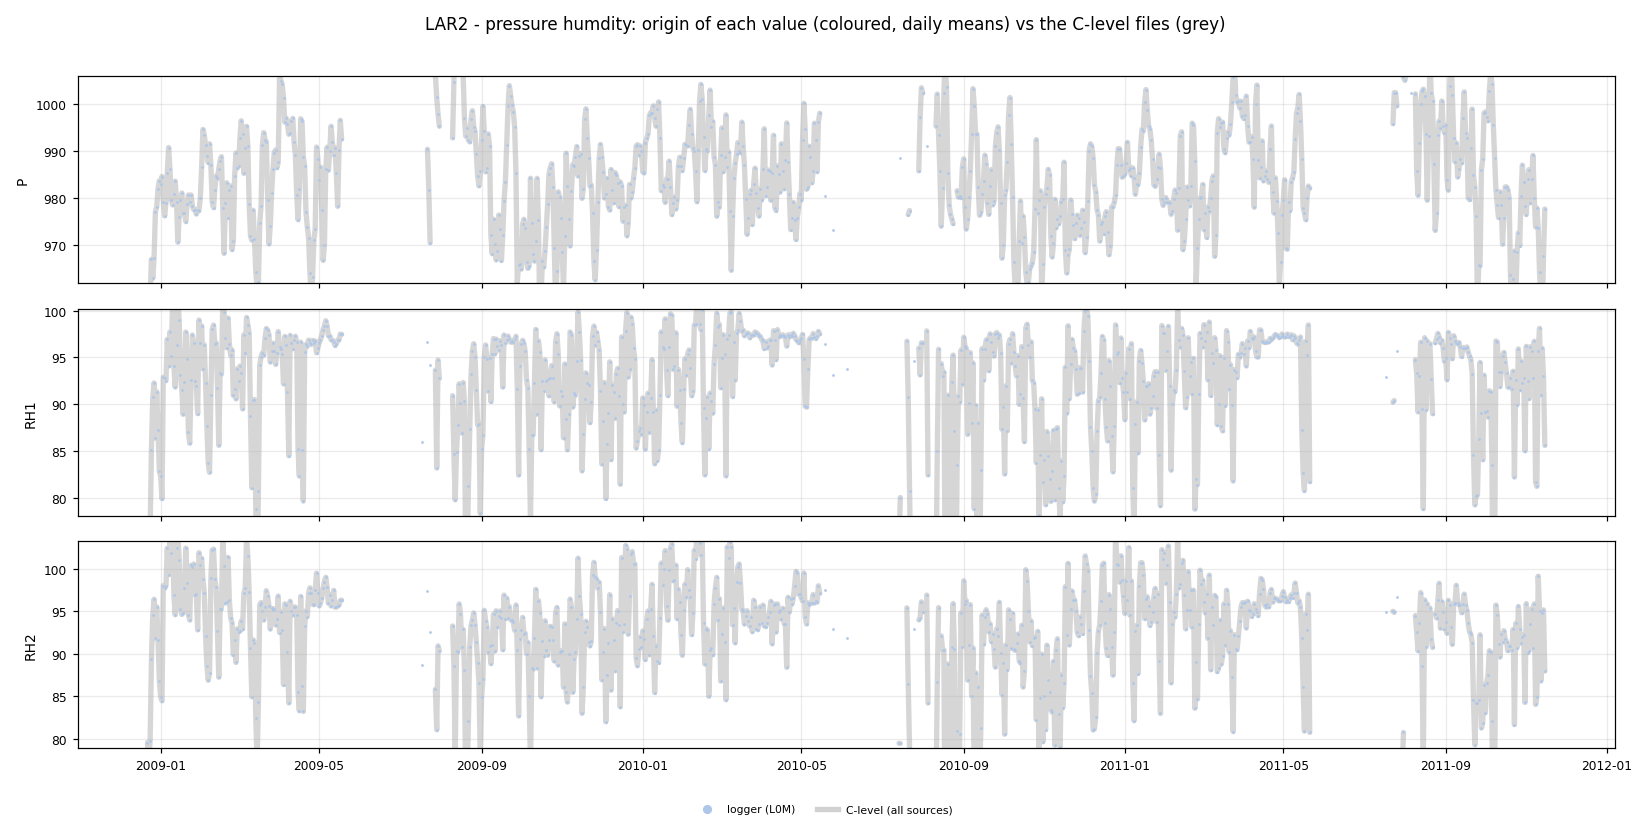 LAR2 - pressure humdity: origin of each value (coloured, daily means) vs the C-level files (grey)
P
1000
990
980
970
RH1
100
95
90
85
80
RH2
100
95
90
85
80
2009-01 2009-05 2009-09 2010-01 2010-05 2010-09 2011-01 2011-05 2011-09 2012-01
logger (L0M) C-level (all sources)